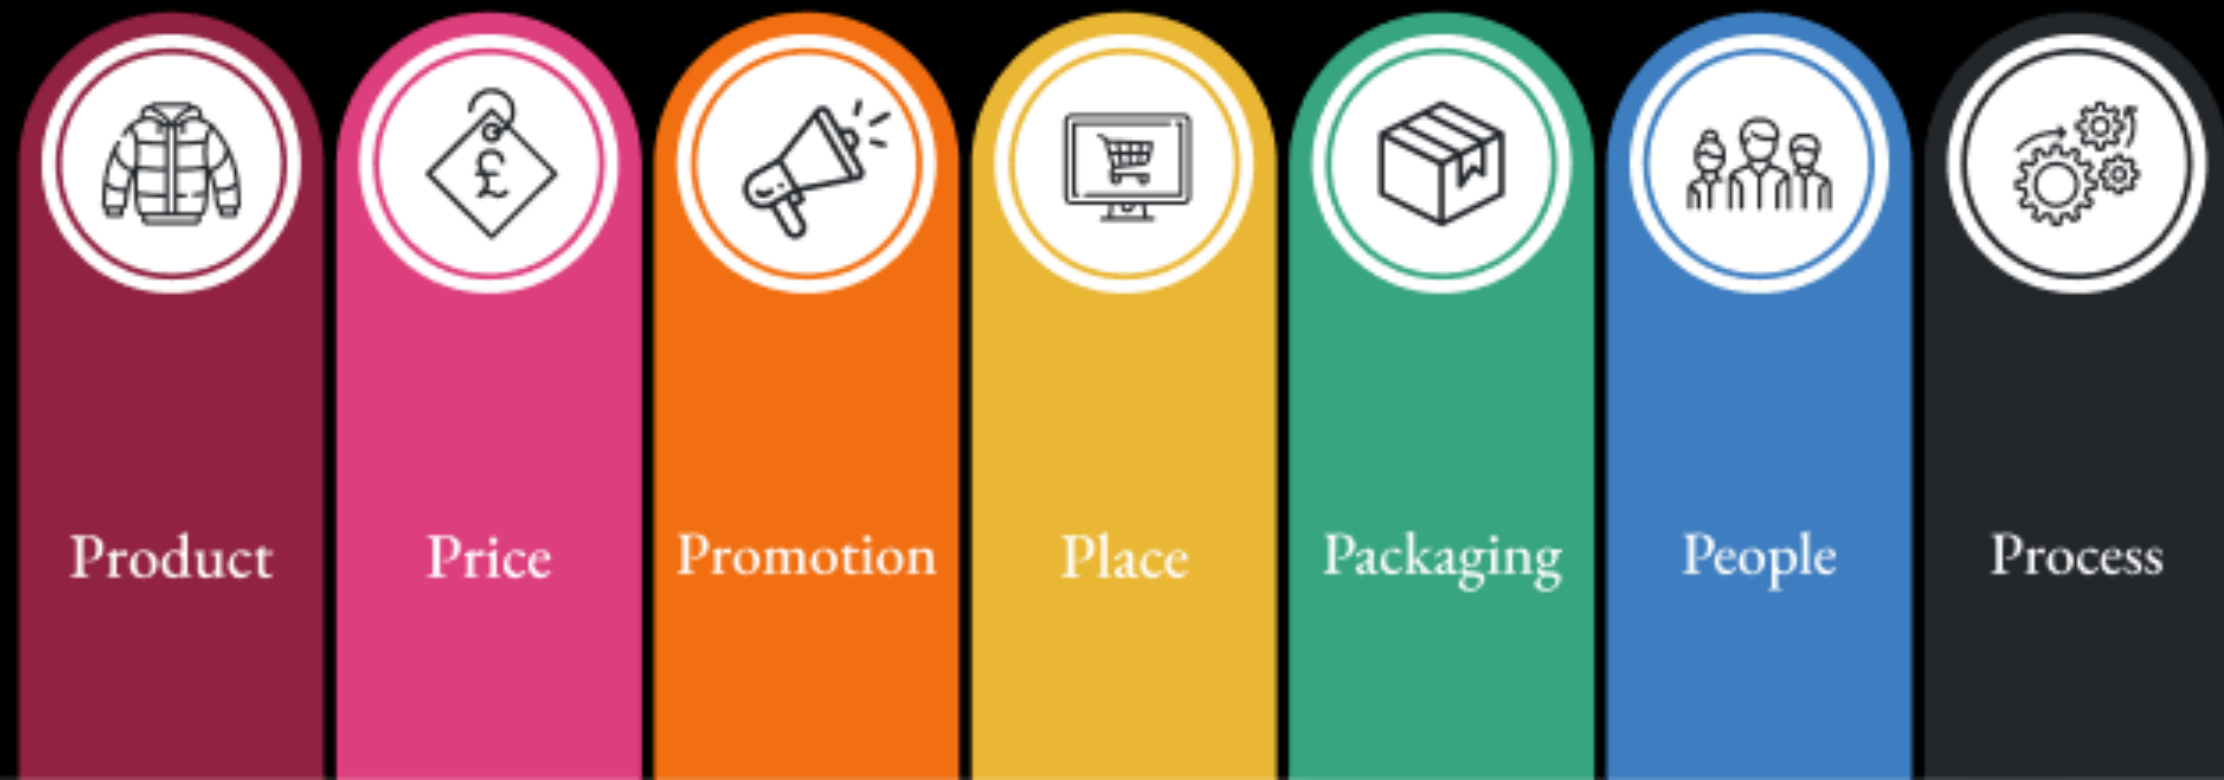 £
Product
Price
Promotion
Place
Packaging
People
Process